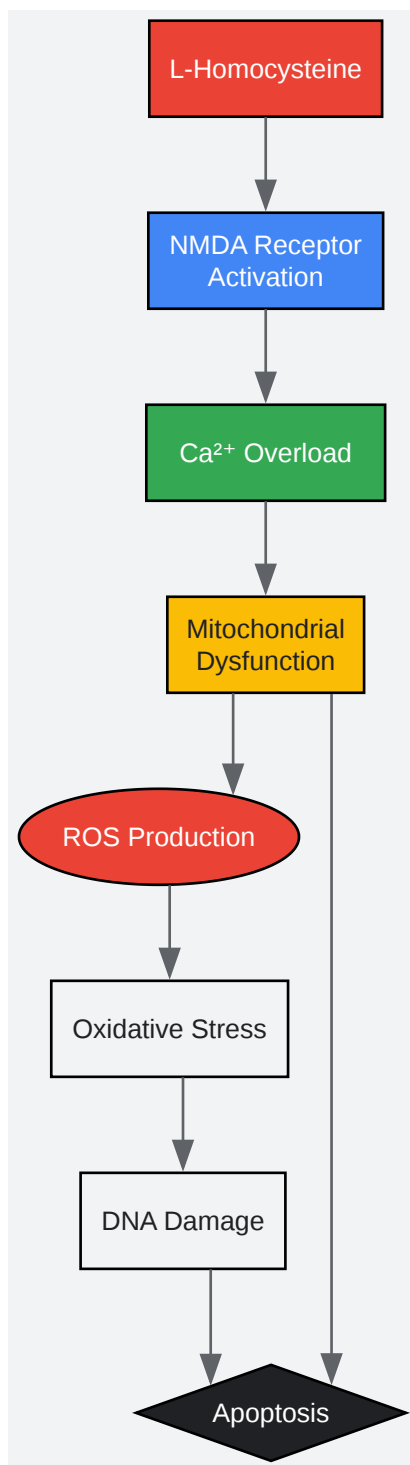 L-Homocysteine
NMDA Receptor
Activation
Ca²⁺ Overload
Mitochondrial
Dysfunction
ROS Production
Oxidative Stress
DNA Damage
Apoptosis